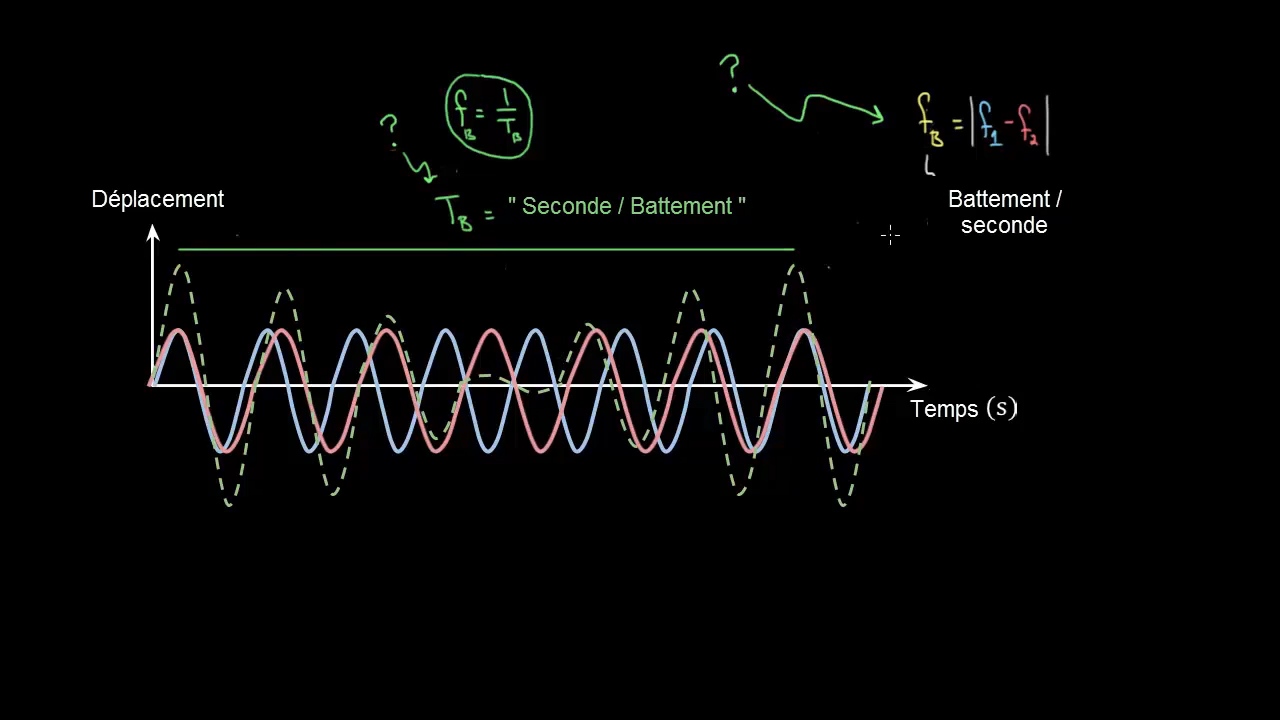 ?
f_B = 1/T_B
?
f_B = |f_1 - f_2|
T_B = " Seconde / Battement "
Battement /
seconde
Déplacement
Temps (s)